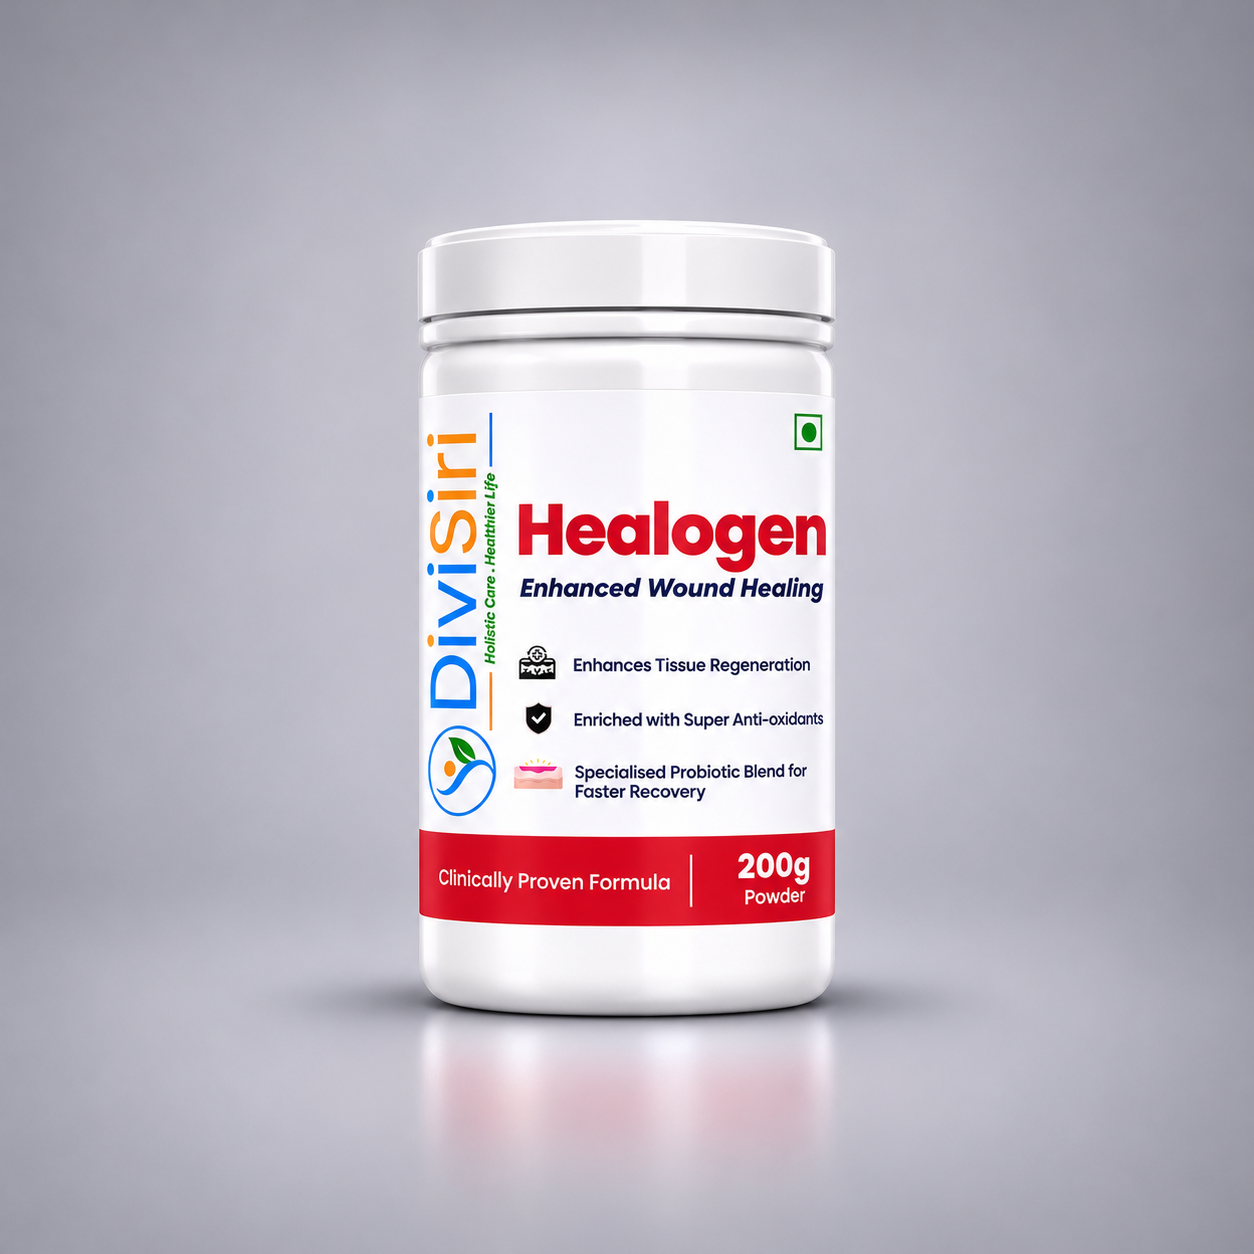 DiviSiri
Holistic Care . Healthier Life
Healogen
Enhanced Wound Healing
Enhances Tissue Regeneration
Enriched with Super Anti-oxidants
Specialised Probiotic Blend for
Faster Recovery
Clinically Proven Formula
200g
Powder